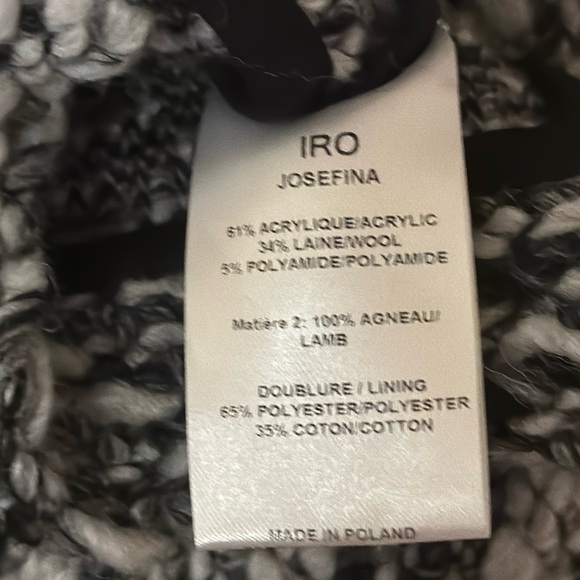 IRO
JOSEFINA
61% ACRYLIQUE/ACRYLIC
34% LAINE/WOOL
5% POLYAMIDE/POLYAMIDE
Matière 2: 100% AGNEAU/
LAMB
DOUBLURE / LINING
65% POLYESTER/POLYESTER
35% COTON/COTTON
MADE IN POLAND